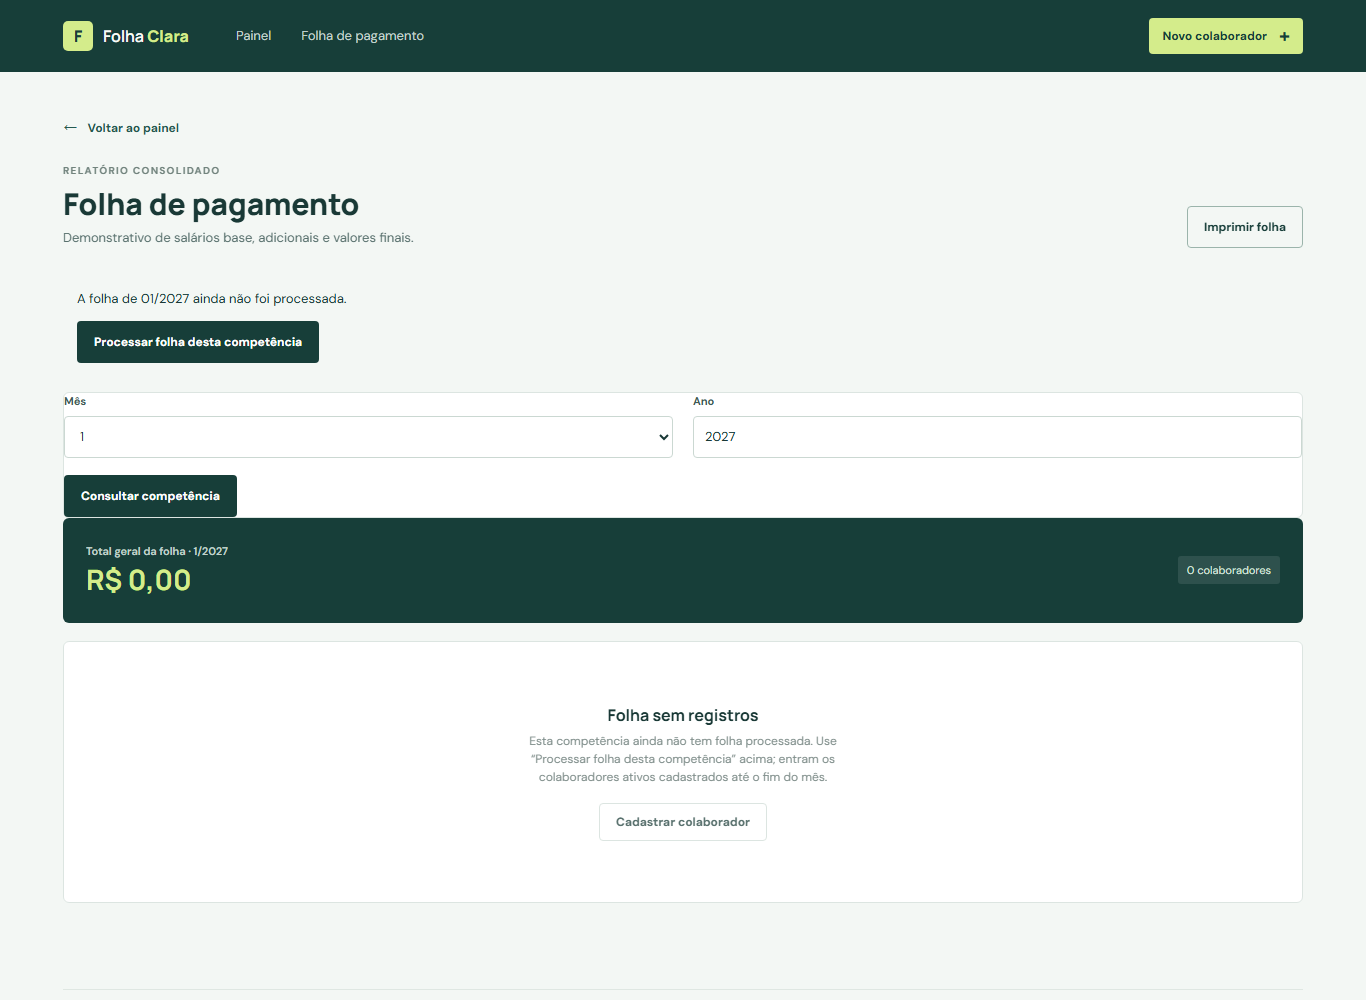 F Folha Clara Painel Folha de pagamento Novo colaborador +
← Voltar ao painel
RELATÓRIO CONSOLIDADO
Folha de pagamento
Demonstrativo de salários base, adicionais e valores finais.
Imprimir folha
A folha de 01/2027 ainda não foi processada.
Processar folha desta competência
Mês Ano
1 2027
Consultar competência
Total geral da folha · 1/2027
R$ 0,00
0 colaboradores
Folha sem registros
Esta competência ainda não tem folha processada. Use
“Processar folha desta competência” acima; entram os
colaboradores ativos cadastrados até o fim do mês.
Cadastrar colaborador